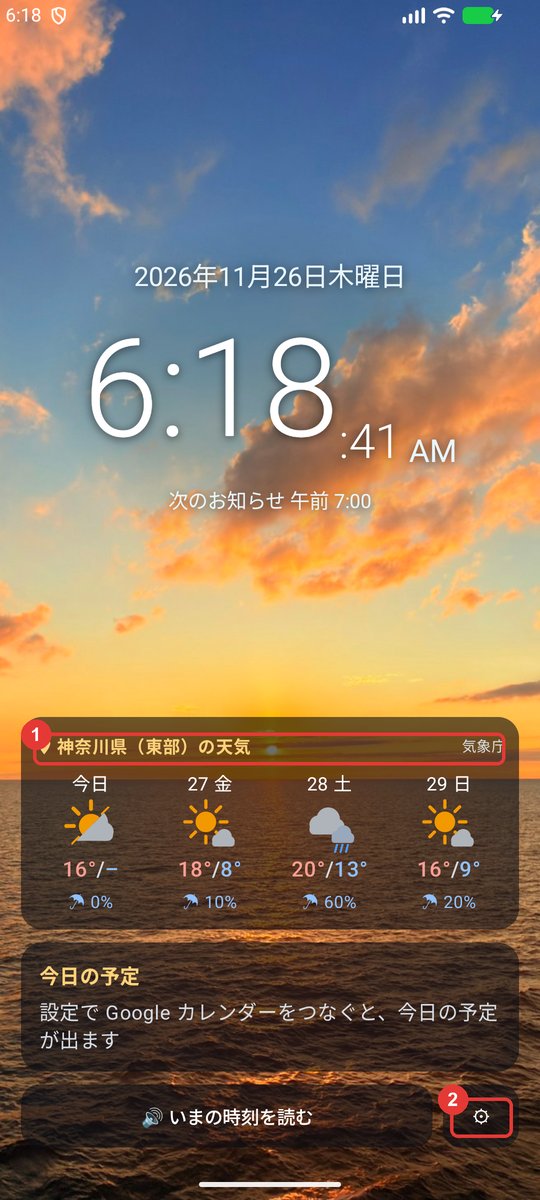 6:18
2026年11月26日木曜日
6:18:41 AM
次のお知らせ 午前 7:00
1
神奈川県（東部）の天気 気象庁
今日 27 金 28 土 29 日
16°/– 18°/8° 20°/13° 16°/9°
0% 10% 60% 20%
今日の予定
設定で Google カレンダーをつなぐと、今日の予定
が出ます
2
いまの時刻を読む